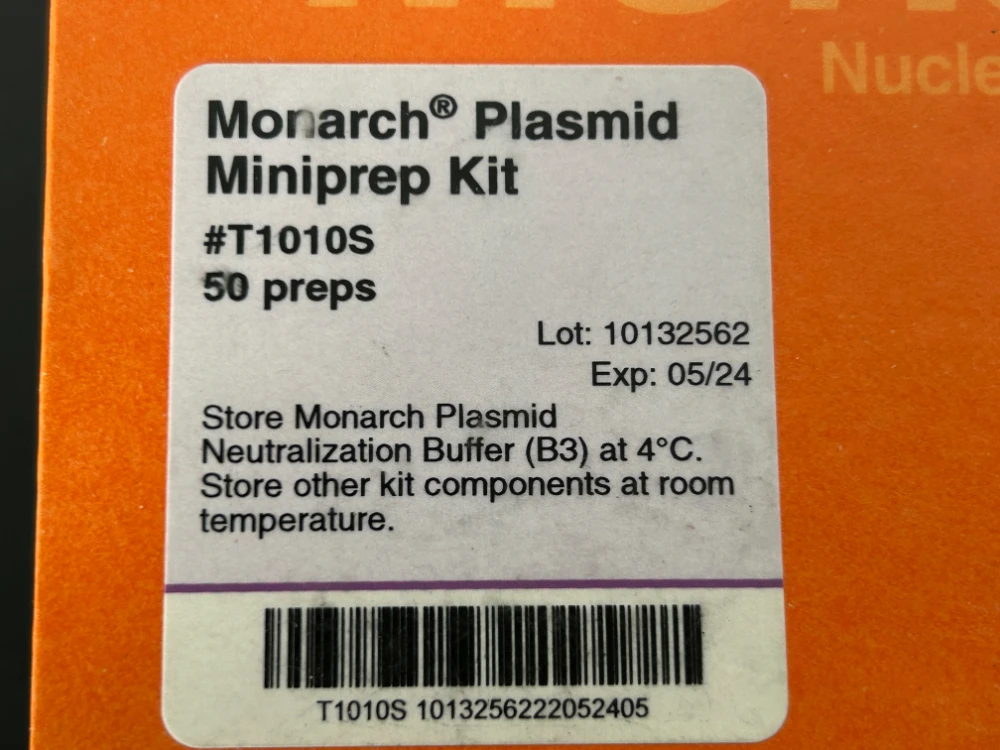 Nucle
Monarch® Plasmid
Miniprep Kit
#T1010S
50 preps
Lot: 10132562
Exp: 05/24
Store Monarch Plasmid
Neutralization Buffer (B3) at 4°C.
Store other kit components at room
temperature.
T1010S 1013256222052405